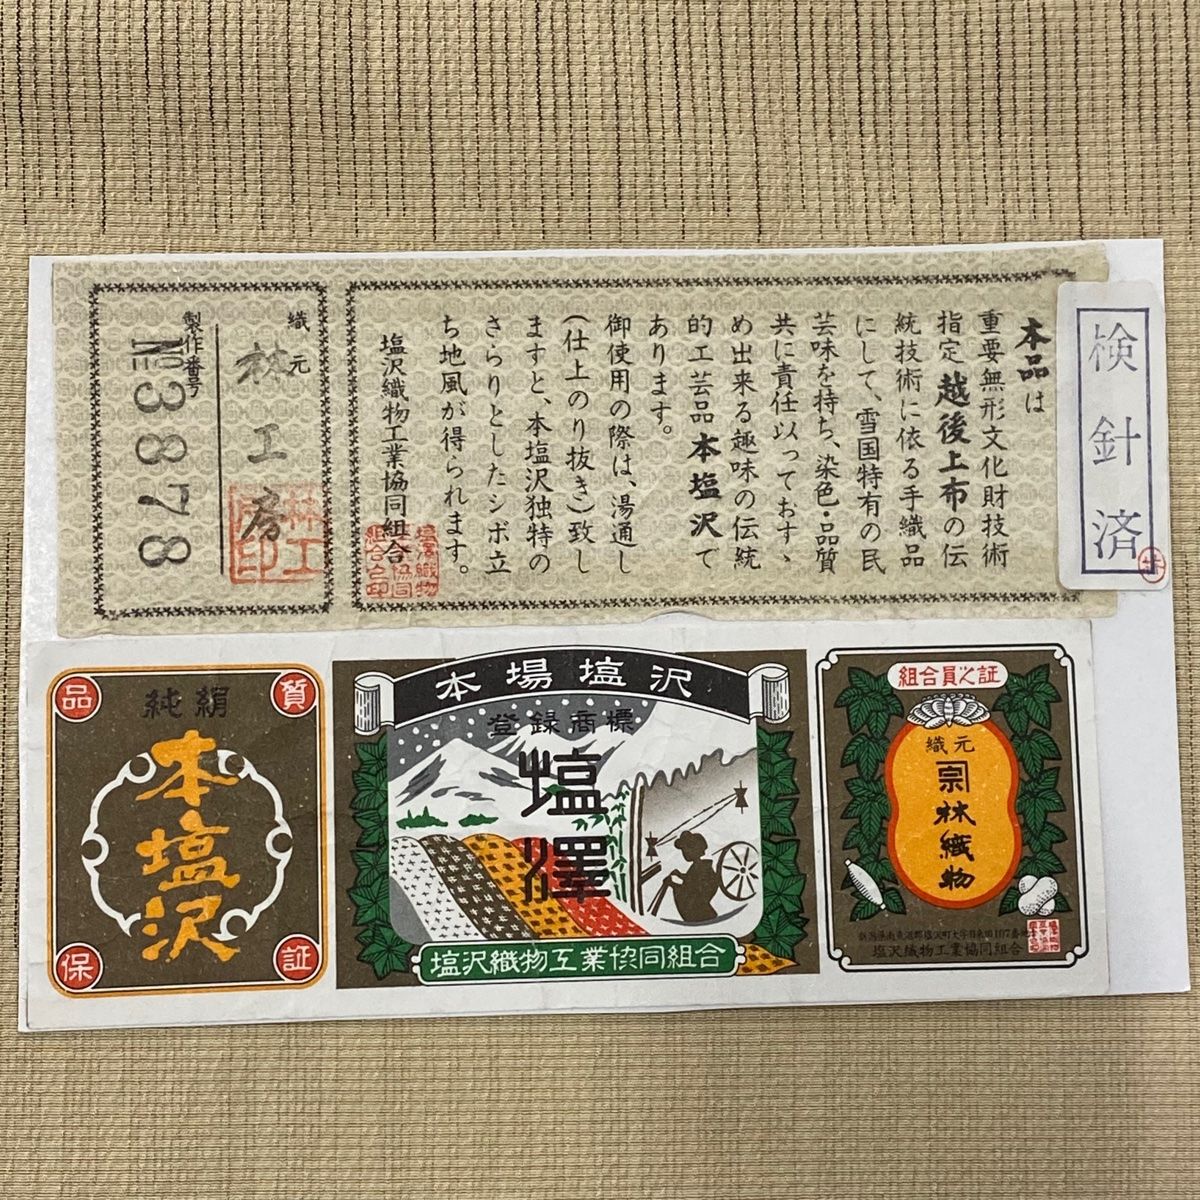 検針済
本品は
重要無形文化財技術
指定越後上布の伝
統技術に依る手織品
にして、雪国特有の民
芸味を持ち、染色・品質
共に責任以っておすゝ
め出来る趣味の伝統
的工芸品本塩沢で
あります。
御使用の際は、湯通し
(仕上のり抜き)致し
ますと、本塩沢独特の
さらりとしたシボ立
ち地風が得られます。
塩沢織物工業協同組合
織元
林工房
製作番号
№38878
品質
保証
純絹
本塩沢
本場塩沢
登録商標
塩澤
塩沢織物工業協同組合
組合員之証
織元
宗林織物
塩沢織物工業協同組合